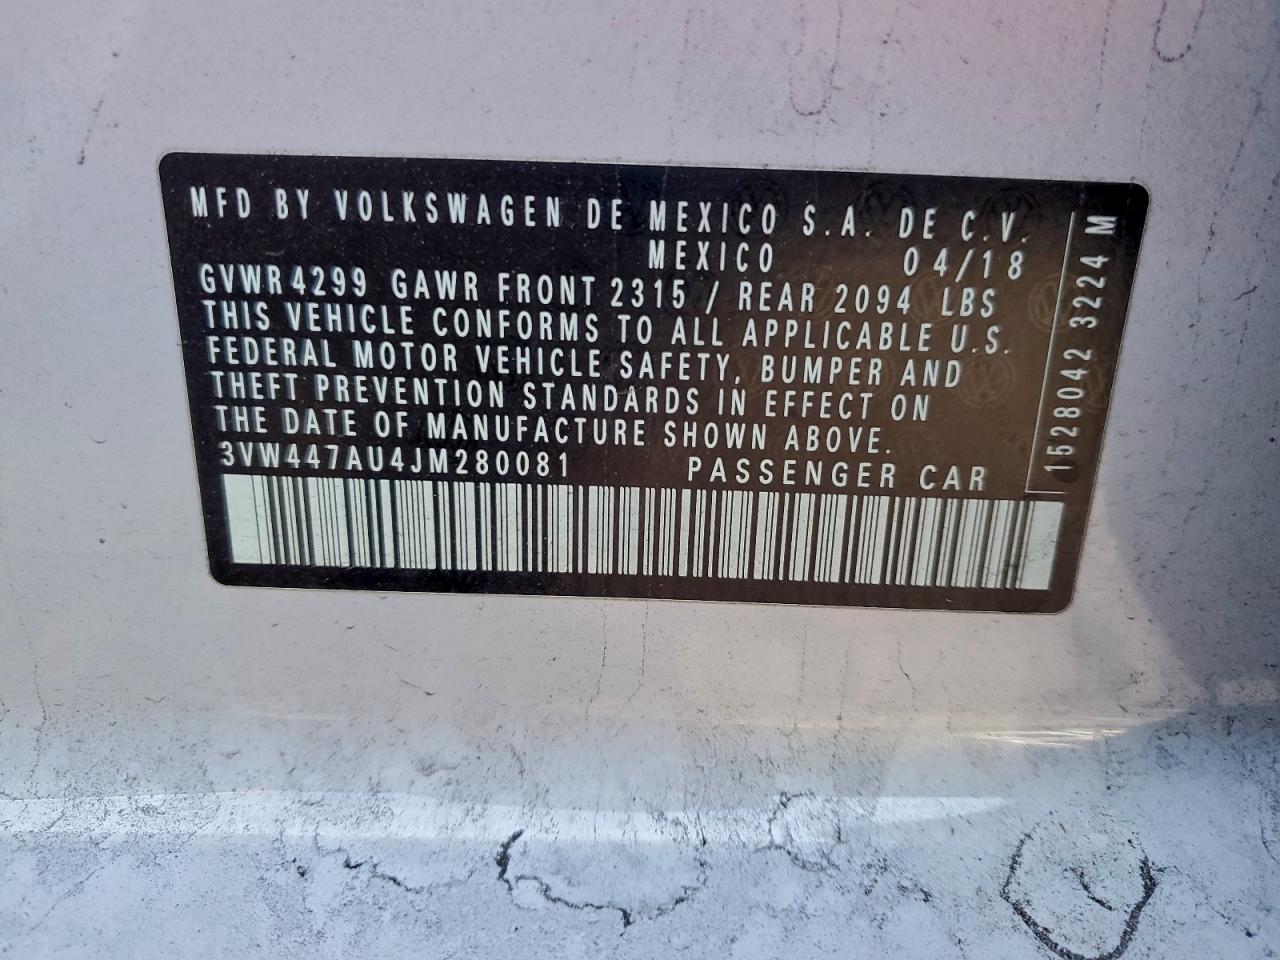 MFD BY VOLKSWAGEN DE MEXICO S.A. DE C.V.
MEXICO 04/18
GVWR 4299 GAWR FRONT 2315 / REAR 2094 LBS
THIS VEHICLE CONFORMS TO ALL APPLICABLE U.S.
FEDERAL MOTOR VEHICLE SAFETY, BUMPER AND
THEFT PREVENTION STANDARDS IN EFFECT ON
THE DATE OF MANUFACTURE SHOWN ABOVE.
3VW447AU4JM280081 PASSENGER CAR
1528042 3224 M